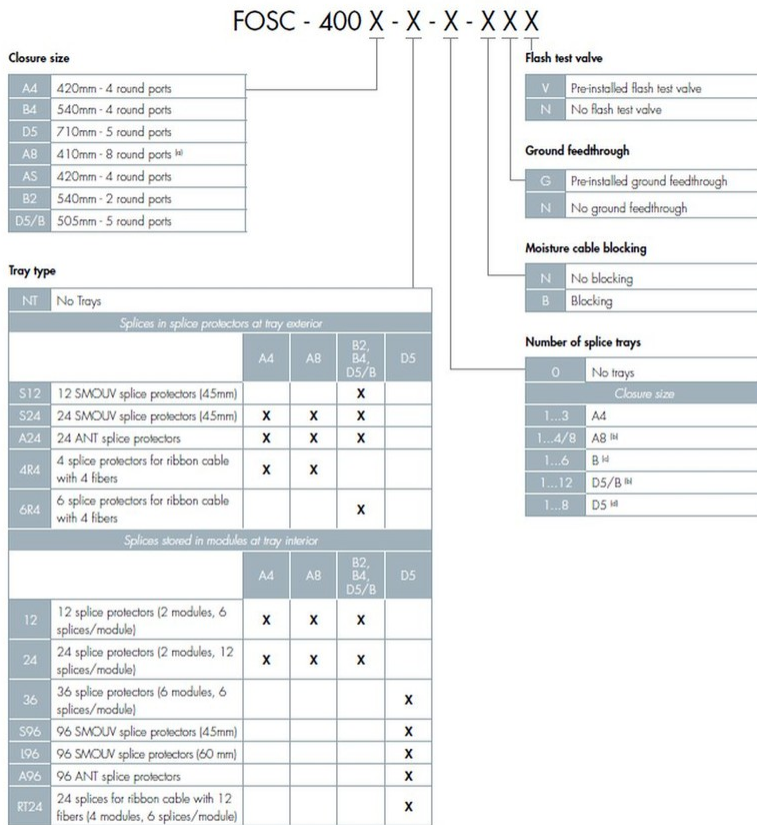 FOSC - 400 X - X - X - X X X
Closure size
A4 420mm - 4 round ports
B4 540mm - 4 round ports
D5 710mm - 5 round ports
A8 410mm - 8 round ports (a)
AS 420mm - 4 round ports
B2 540mm - 2 round ports
D5/B 505mm - 5 round ports
Tray type
NT No Trays
Splices in splice protectors at tray exterior
A4 A8 B2, B4, D5/B D5
S12 12 SMOUV splice protectors (45mm) X
S24 24 SMOUV splice protectors (45mm) X X X
A24 24 ANT splice protectors X X X
4R4 4 splice protectors for ribbon cable
with 4 fibers X X
6R4 6 splice protectors for ribbon cable
with 4 fibers X
Splices stored in modules at tray interior
A4 A8 B2, B4, D5/B D5
12 12 splice protectors (2 modules, 6
splices/module) X X X
24 24 splice protectors (2 modules, 12
splices/module) X X X
36 36 splice protectors (6 modules, 6
splices/module) X
S96 96 SMOUV splice protectors (45mm) X
L96 96 SMOUV splice protectors (60 mm) X
A96 96 ANT splice protectors X
RT24 24 splices for ribbon cable with 12
fibers (4 modules, 6 splices/module) X
Flash test valve
V Pre-installed flash test valve
N No flash test valve
Ground feedthrough
G Pre-installed ground feedthrough
N No ground feedthrough
Moisture cable blocking
N No blocking
B Blocking
Number of splice trays
0 No trays
Closure size
1...3 A4
1...4/8 A8 (b)
1...6 B (c)
1...12 D5/B (b)
1...8 D5 (d)